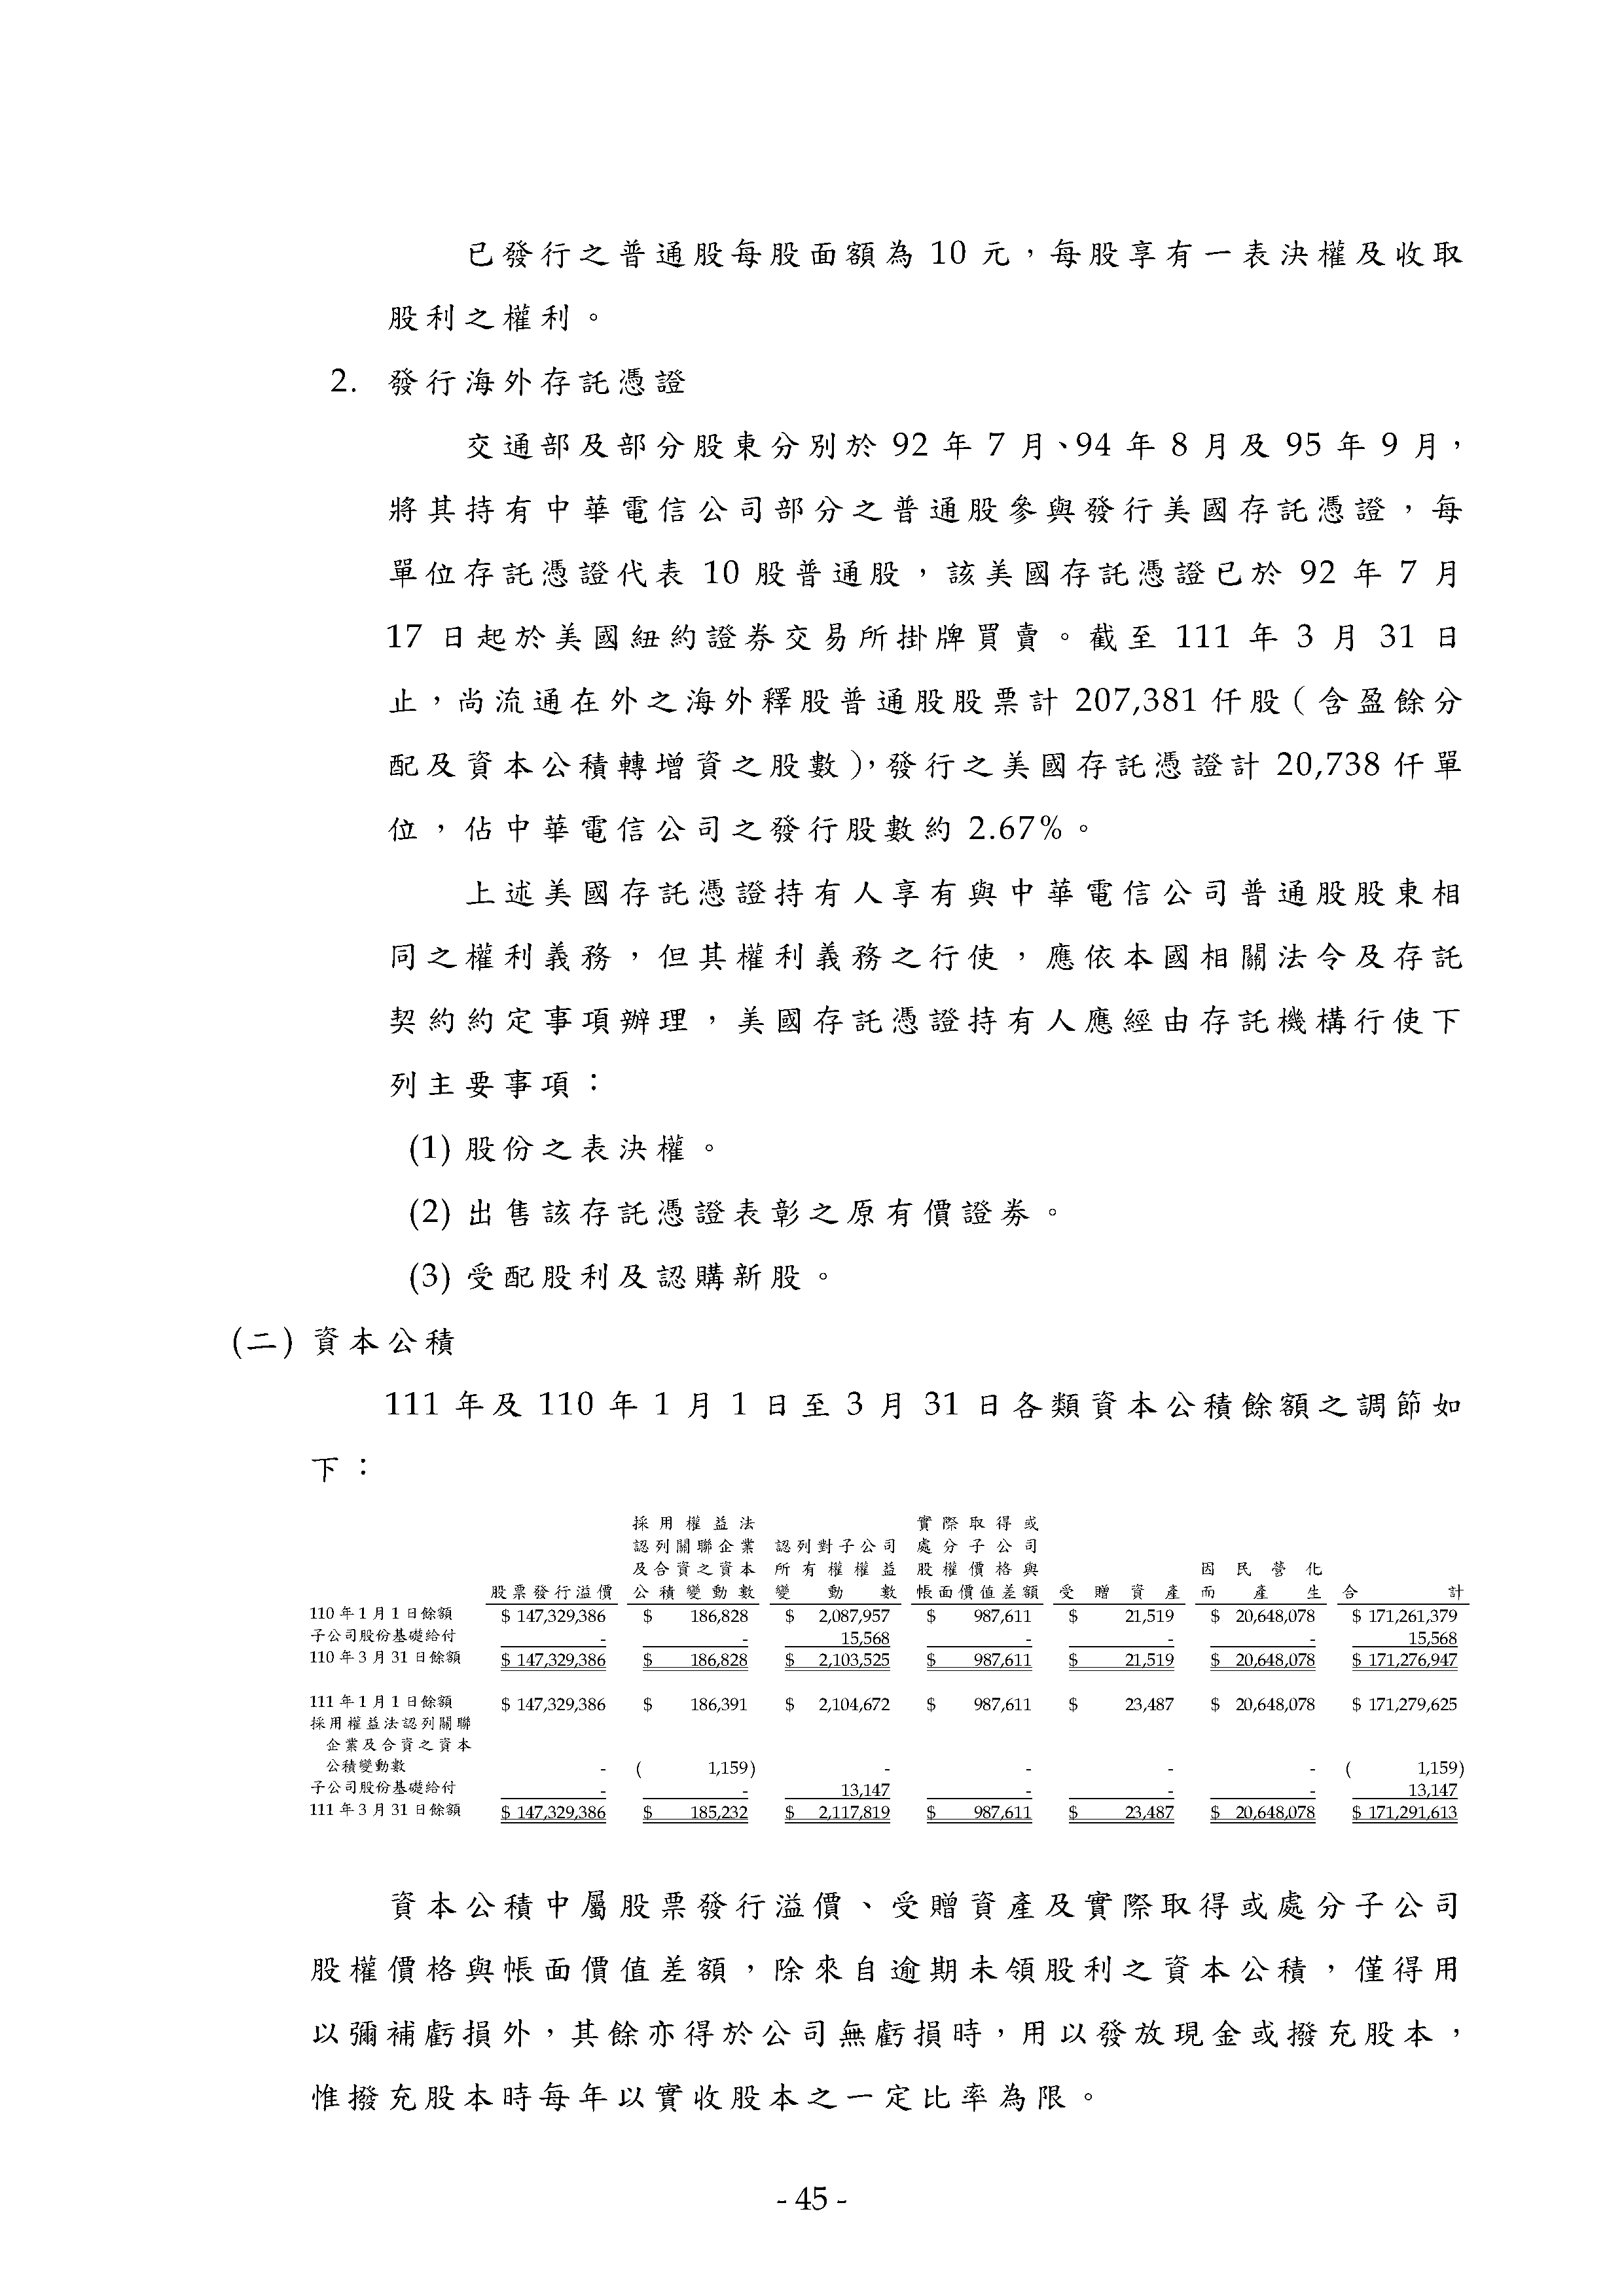 已發行之普通股每股面額為 10 元，每股享有一表決權及收取
股利之權利。
2. 發行海外存託憑證
交通部及部分股東分別於 92 年 7 月、94 年 8 月及 95 年 9 月，
將其持有中華電信公司部分之普通股參與發行美國存託憑證，每
單位存託憑證代表 10 股普通股，該美國存託憑證已於 92 年 7 月
17 日起於美國紐約證券交易所掛牌買賣。截至 111 年 3 月 31 日
止，尚流通在外之海外釋股普通股股票計 207,381 仟股（含盈餘分
配及資本公積轉增資之股數），發行之美國存託憑證計 20,738 仟單
位，佔中華電信公司之發行股數約 2.67%。
上述美國存託憑證持有人享有與中華電信公司普通股股東相
同之權利義務，但其權利義務之行使，應依本國相關法令及存託
契約約定事項辦理，美國存託憑證持有人應經由存託機構行使下
列主要事項：
(1) 股份之表決權。
(2) 出售該存託憑證表彰之原有價證券。
(3) 受配股利及認購新股。
(二) 資本公積
111 年及 110 年 1 月 1 日至 3 月 31 日各類資本公積餘額之調節如
下：
採用權益法 實際取得或
認列關聯企業 認列對子公司 處分子公司
及合資之資本 所有權權益 股權價格與 因民營化
股票發行溢價 公積變動數 變動數 帳面價值差額 受贈資產 而產生 合計
110 年 1 月 1 日餘額 $ 147,329,386 $ 186,828 $ 2,087,957 $ 987,611 $ 21,519 $ 20,648,078 $ 171,261,379
子公司股份基礎給付 - - 15,568 - - - 15,568
110 年 3 月 31 日餘額 $ 147,329,386 $ 186,828 $ 2,103,525 $ 987,611 $ 21,519 $ 20,648,078 $ 171,276,947
111 年 1 月 1 日餘額 $ 147,329,386 $ 186,391 $ 2,104,672 $ 987,611 $ 23,487 $ 20,648,078 $ 171,279,625
採用權益法認列關聯
企業及合資之資本
公積變動數 - ( 1,159) - - - - ( 1,159)
子公司股份基礎給付 - - 13,147 - - - 13,147
111 年 3 月 31 日餘額 $ 147,329,386 $ 185,232 $ 2,117,819 $ 987,611 $ 23,487 $ 20,648,078 $ 171,291,613
資本公積中屬股票發行溢價、受贈資產及實際取得或處分子公司
股權價格與帳面價值差額，除來自逾期未領股利之資本公積，僅得用
以彌補虧損外，其餘亦得於公司無虧損時，用以發放現金或撥充股本，
惟撥充股本時每年以實收股本之一定比率為限。
- 45 -